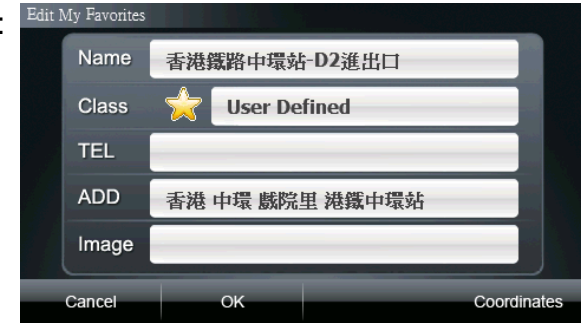 :
Edit My Favorites
Name 香港鐵路中環站-D2進出口
Class User Defined
TEL
ADD 香港 中環 戲院里 港鐵中環站
Image
Cancel OK Coordinates